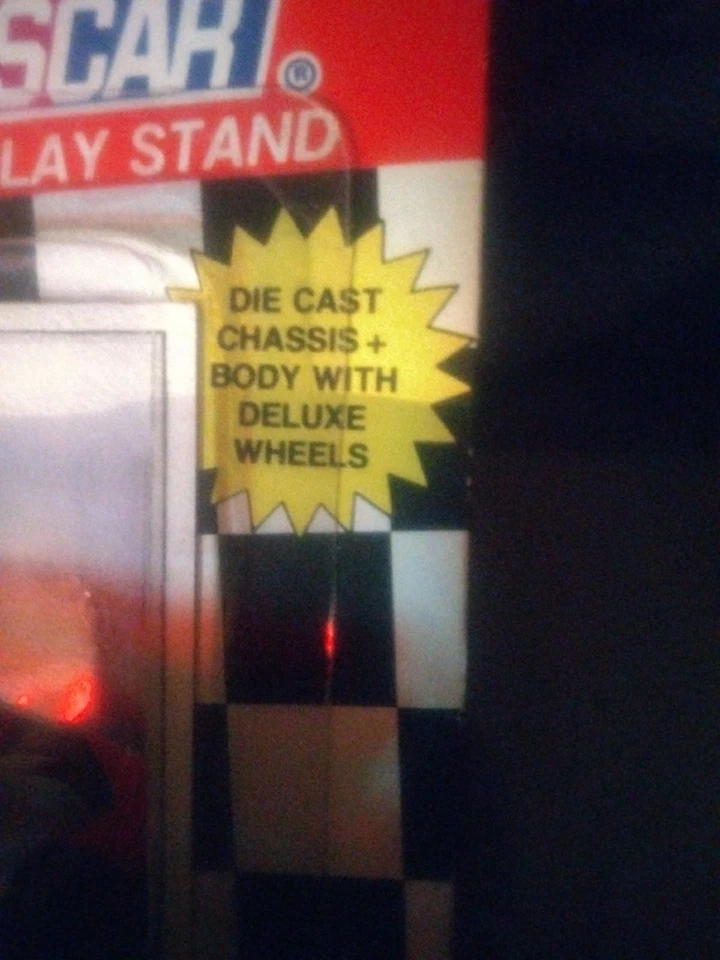 SCAR®
LAY STAND
DIE CAST
CHASSIS +
BODY WITH
DELUXE
WHEELS